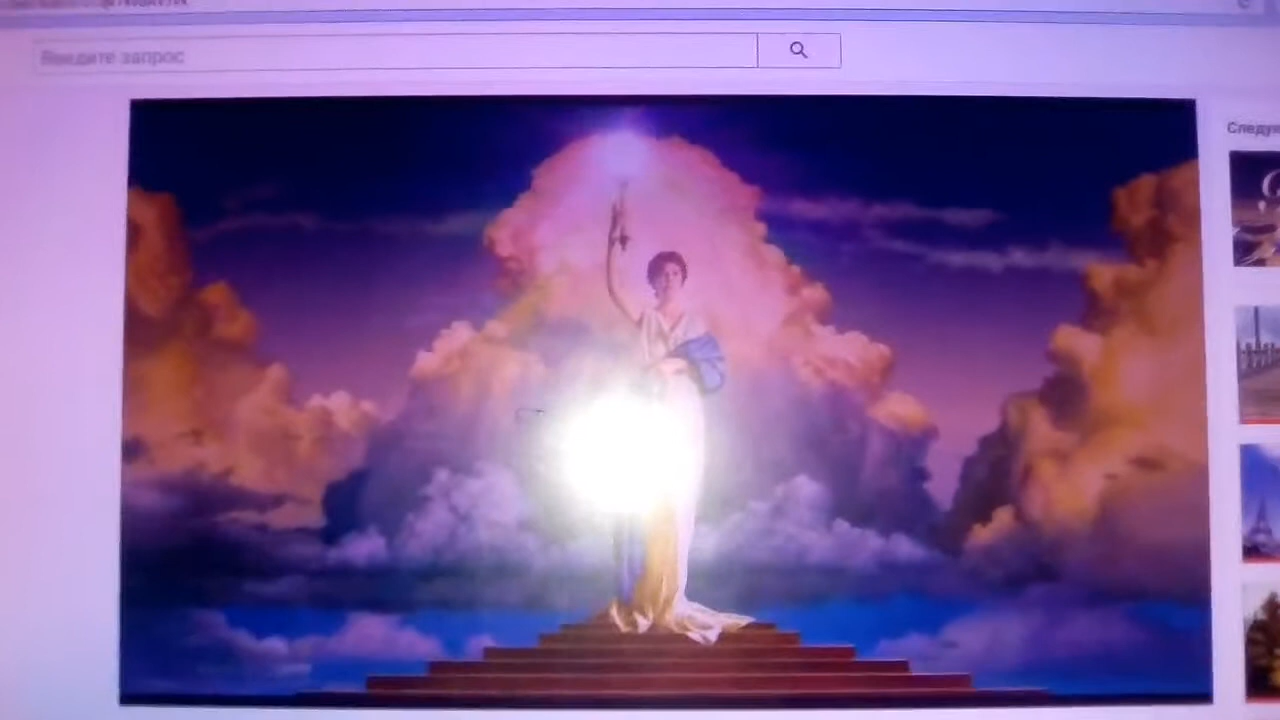 Введите запрос
Следу